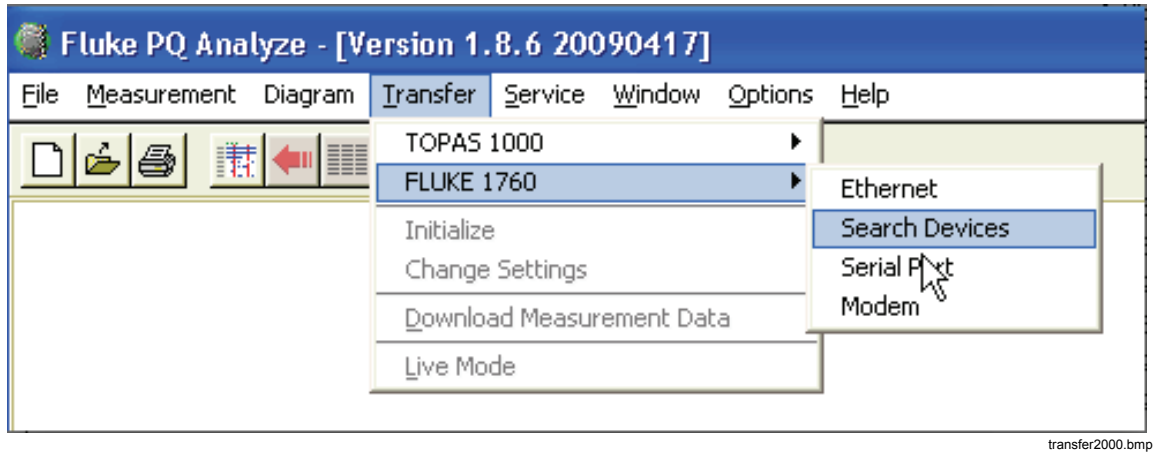 Fluke PQ Analyze - [Version 1.8.6 20090417]
File Measurement Diagram Transfer Service Window Options Help
TOPAS 1000
FLUKE 1760
Initialize
Change Settings
Download Measurement Data
Live Mode
Ethernet
Search Devices
Serial Port
Modem
transfer2000.bmp